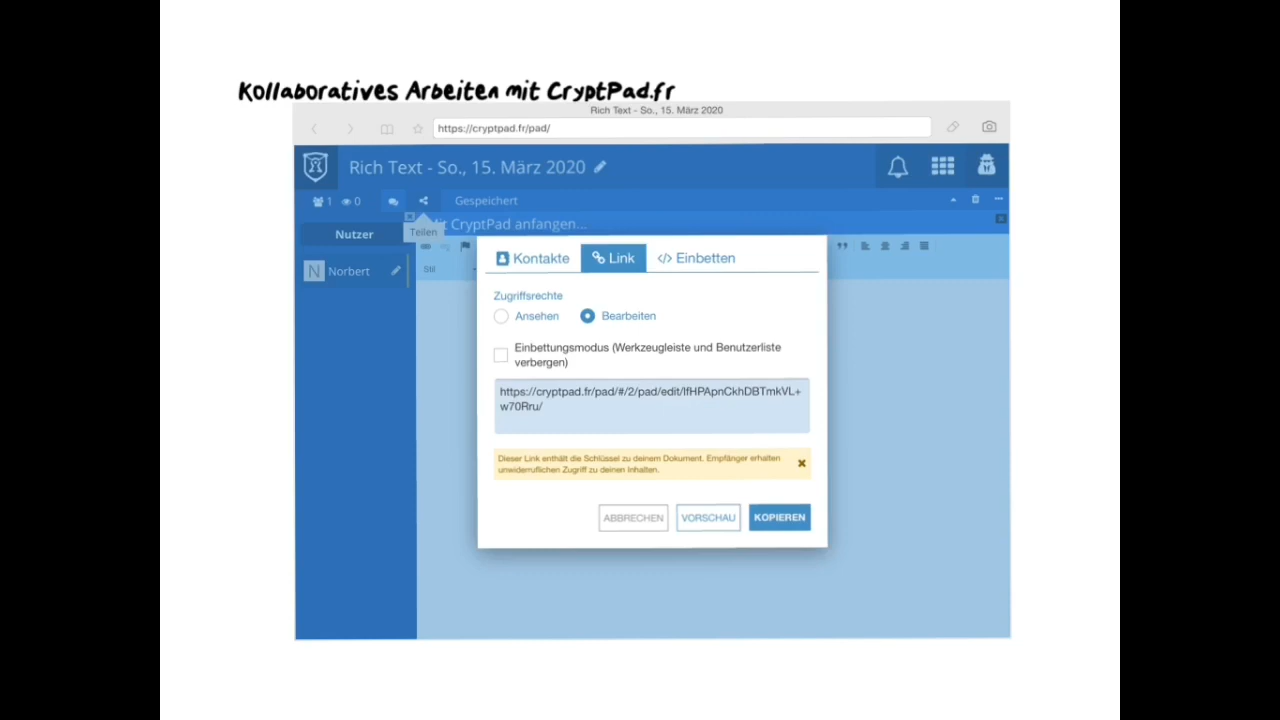 Kollaboratives Arbeiten mit CryptPad.fr
Rich Text - So., 15. März 2020
https://cryptpad.fr/pad/
Rich Text - So., 15. März 2020
1 0 Gespeichert
CryptPad anfangen...
Teilen
Nutzer
N Norbert
Stil
Kontakte Link </> Einbetten
Zugriffsrechte
Ansehen Bearbeiten
Einbettungsmodus (Werkzeugleiste und Benutzerliste
verbergen)
https://cryptpad.fr/pad/#/2/pad/edit/lfHPApnCkhDBTmkVL+
w70Rru/
Dieser Link enthält die Schlüssel zu deinem Dokument. Empfänger erhalten
unwiderruflichen Zugriff zu deinen Inhalten.
ABBRECHEN VORSCHAU KOPIEREN